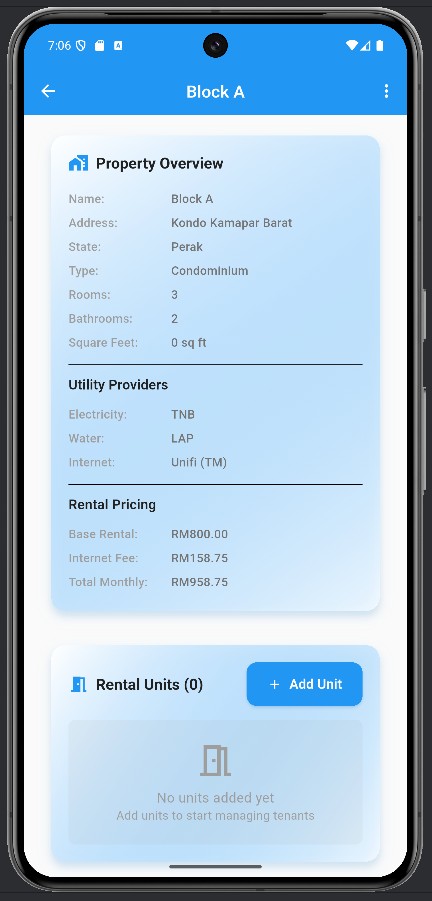 7:06
Block A
Property Overview
Name: Block A
Address: Kondo Kamapar Barat
State: Perak
Type: Condominium
Rooms: 3
Bathrooms: 2
Square Feet: 0 sq ft
Utility Providers
Electricity: TNB
Water: LAP
Internet: Unifi (TM)
Rental Pricing
Base Rental: RM800.00
Internet Fee: RM158.75
Total Monthly: RM958.75
Rental Units (0)
+ Add Unit
No units added yet
Add units to start managing tenants